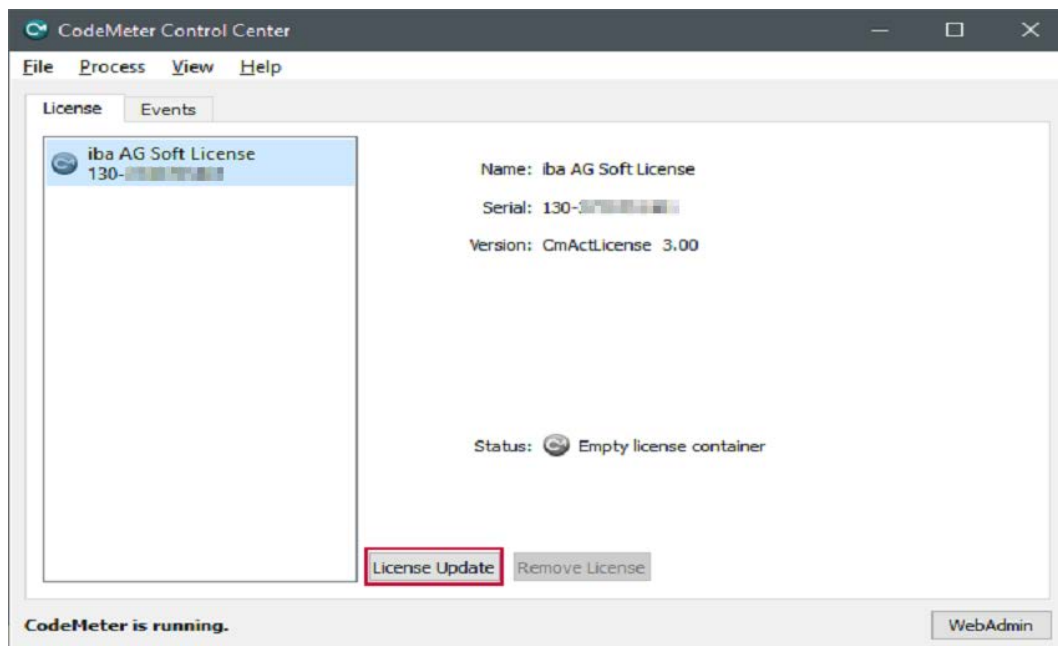 CodeMeter Control Center
File Process View Help
License Events
iba AG Soft License
130-
Name: iba AG Soft License
Serial: 130-
Version: CmActLicense 3.00
Status: Empty license container
License Update Remove License
CodeMeter is running. WebAdmin